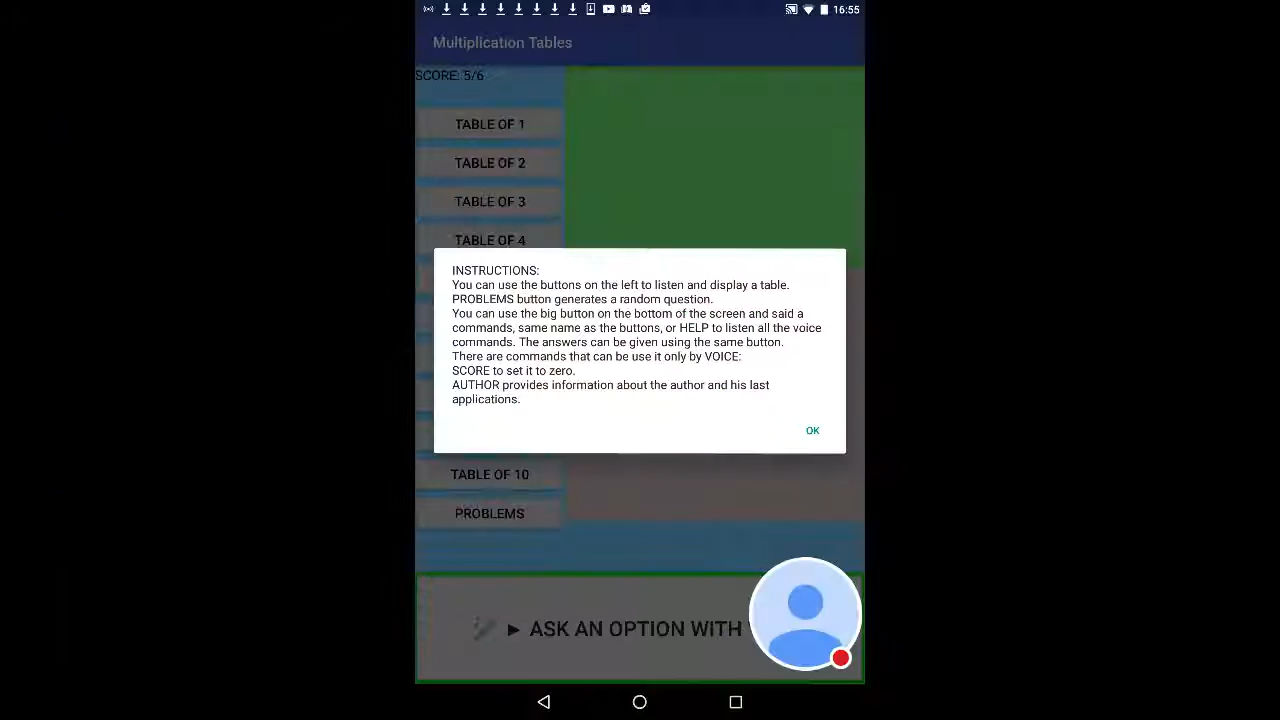 16:55
Multiplication Tables
SCORE: 5/6
TABLE OF 1
TABLE OF 2
TABLE OF 3
TABLE OF 4
INSTRUCTIONS:
You can use the buttons on the left to listen and display a table.
PROBLEMS button generates a random question.
You can use the big button on the bottom of the screen and said a
commands, same name as the buttons, or HELP to listen all the voice
commands. The answers can be given using the same button.
There are commands that can be use it only by VOICE:
SCORE to set it to zero.
AUTHOR provides information about the author and his last
applications.
OK
TABLE OF 10
PROBLEMS
► ASK AN OPTION WITH